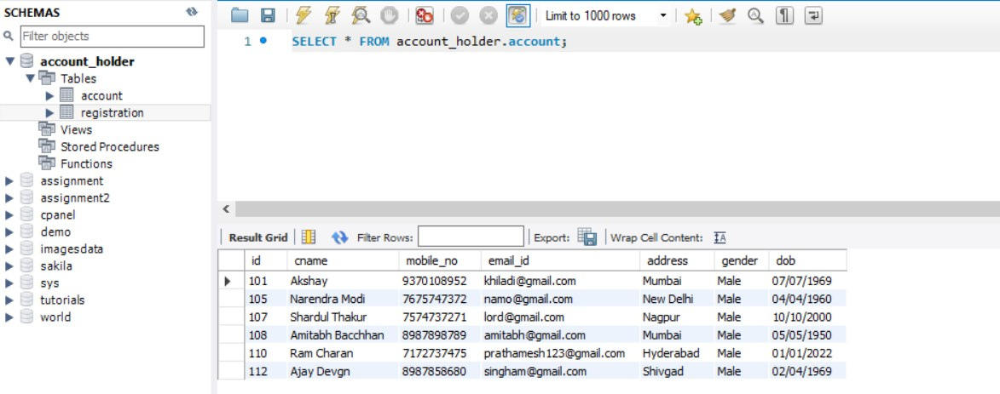 SCHEMAS
Filter objects
account_holder
Tables
account
registration
Views
Stored Procedures
Functions
assignment
assignment2
cpanel
demo
imagesdata
sakila
sys
tutorials
world
Limit to 1000 rows
1 SELECT * FROM account_holder.account;
Result Grid Filter Rows: Export: Wrap Cell Content: IA
id cname mobile_no email_id address gender dob
101 Akshay 9370108952 khiladi@gmail.com Mumbai Male 07/07/1969
105 Narendra Modi 7675747372 namo@gmail.com New Delhi Male 04/04/1960
107 Shardul Thakur 7574737271 lord@gmail.com Nagpur Male 10/10/2000
108 Amitabh Bacchhan 8987898789 amitabh@gmail.com Mumbai Male 05/05/1950
110 Ram Charan 7172737475 prathamesh123@gmail.com Hyderabad Male 01/01/2022
112 Ajay Devgn 8987858680 singham@gmail.com Shivgad Male 02/04/1969